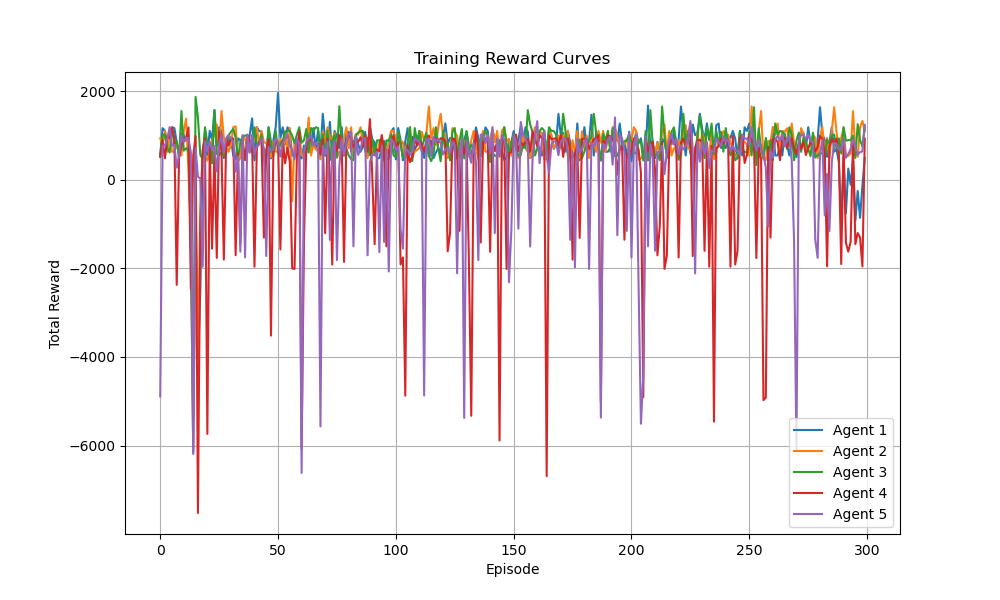 Training Reward Curves
2000
0
−2000
−4000
−6000
Total Reward
0 50 100 150 200 250 300
Episode
Agent 1
Agent 2
Agent 3
Agent 4
Agent 5